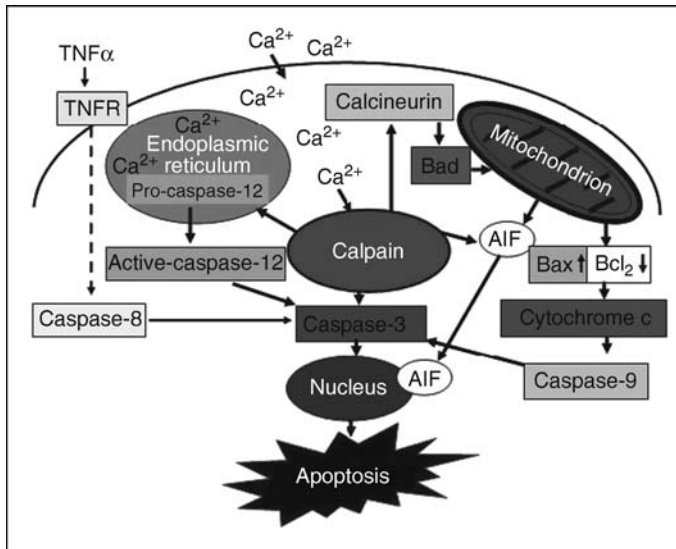 TNFα
Ca²⁺
Ca²⁺
TNFR
Ca²⁺
Calcineurin
Ca²⁺
Endoplasmic
reticulum
Ca²⁺
Ca²⁺
Mitochondrion
Bad
Pro-caspase-12
Ca²⁺
Calpain
AIF
Active-caspase-12
Bax ↑
Bcl₂ ↓
Caspase-8
Caspase-3
Cytochrome c
Nucleus
AIF
Caspase-9
Apoptosis